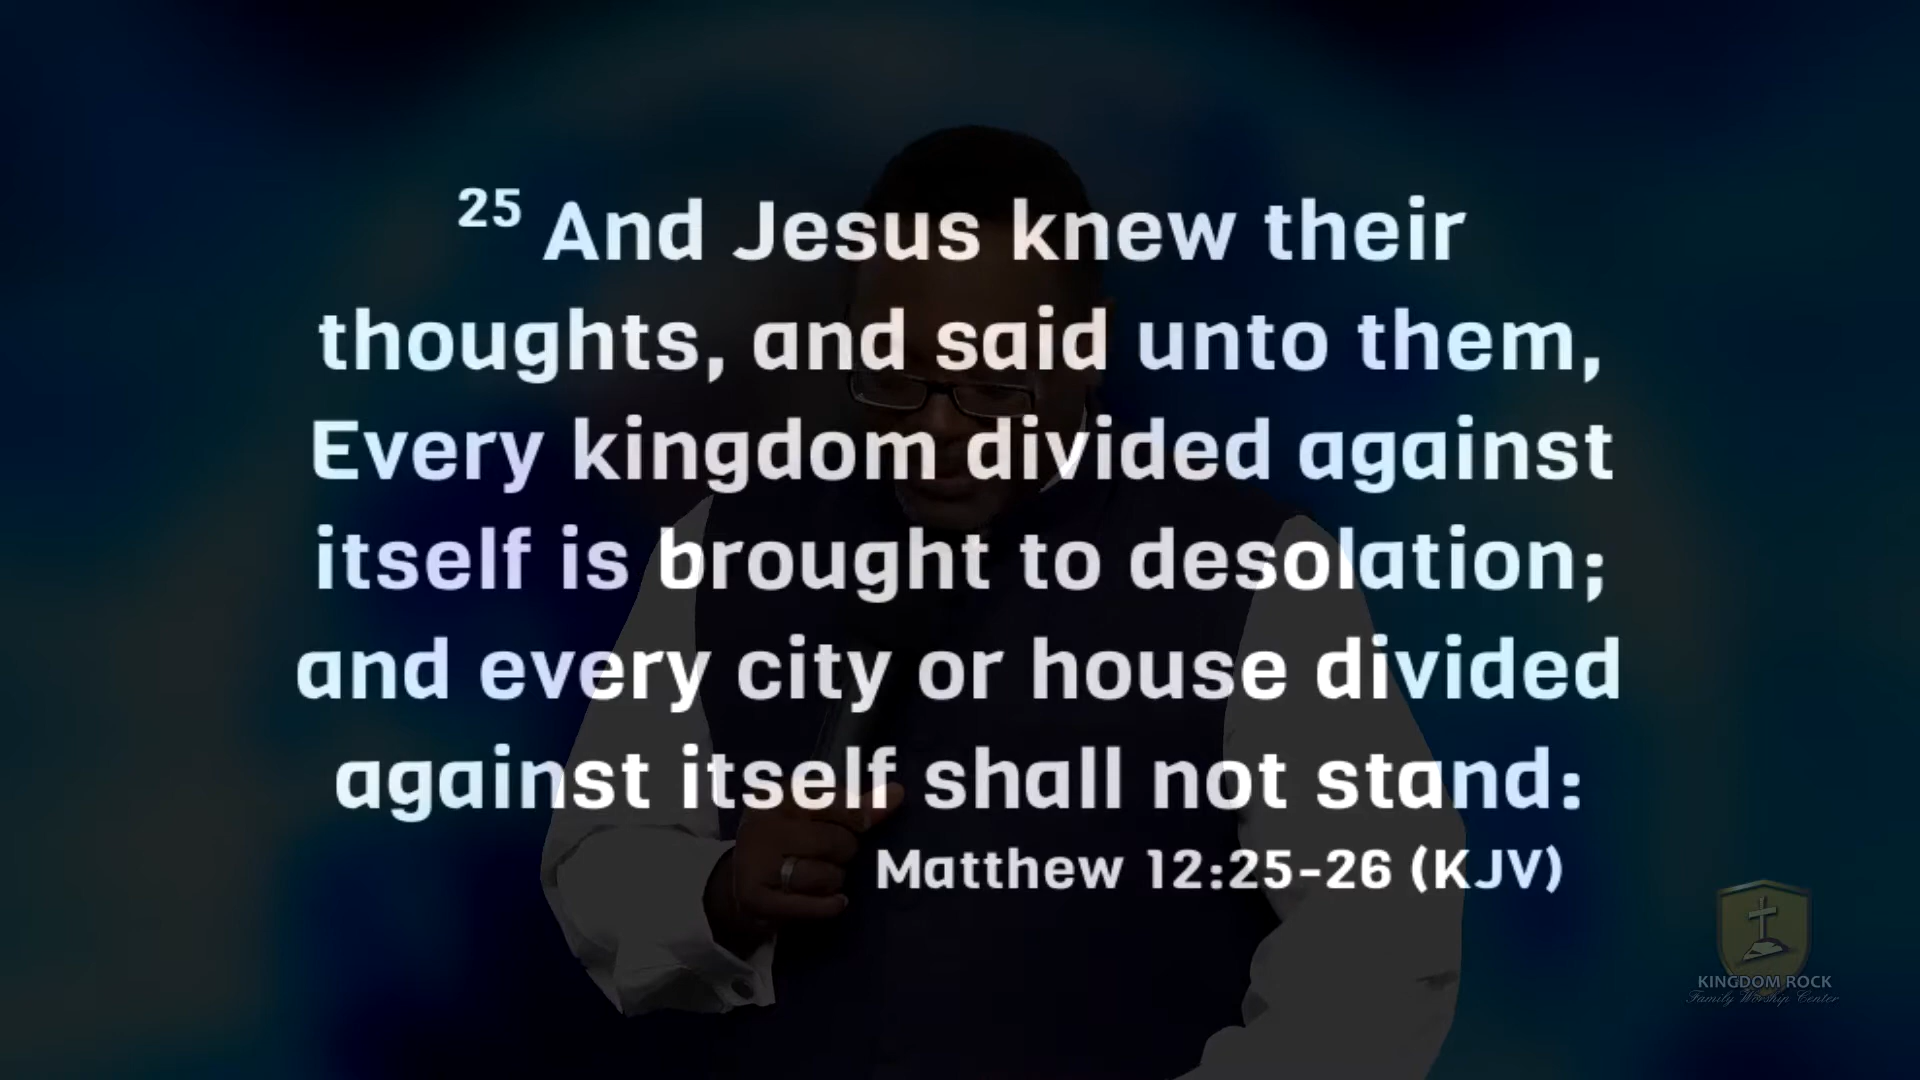 25 And Jesus knew their
thoughts, and said unto them,
Every kingdom divided against
itself is brought to desolation;
and every city or house divided
against itself shall not stand:
Matthew 12:25-26 (KJV)
KINGDOM ROCK
Family Worship Center